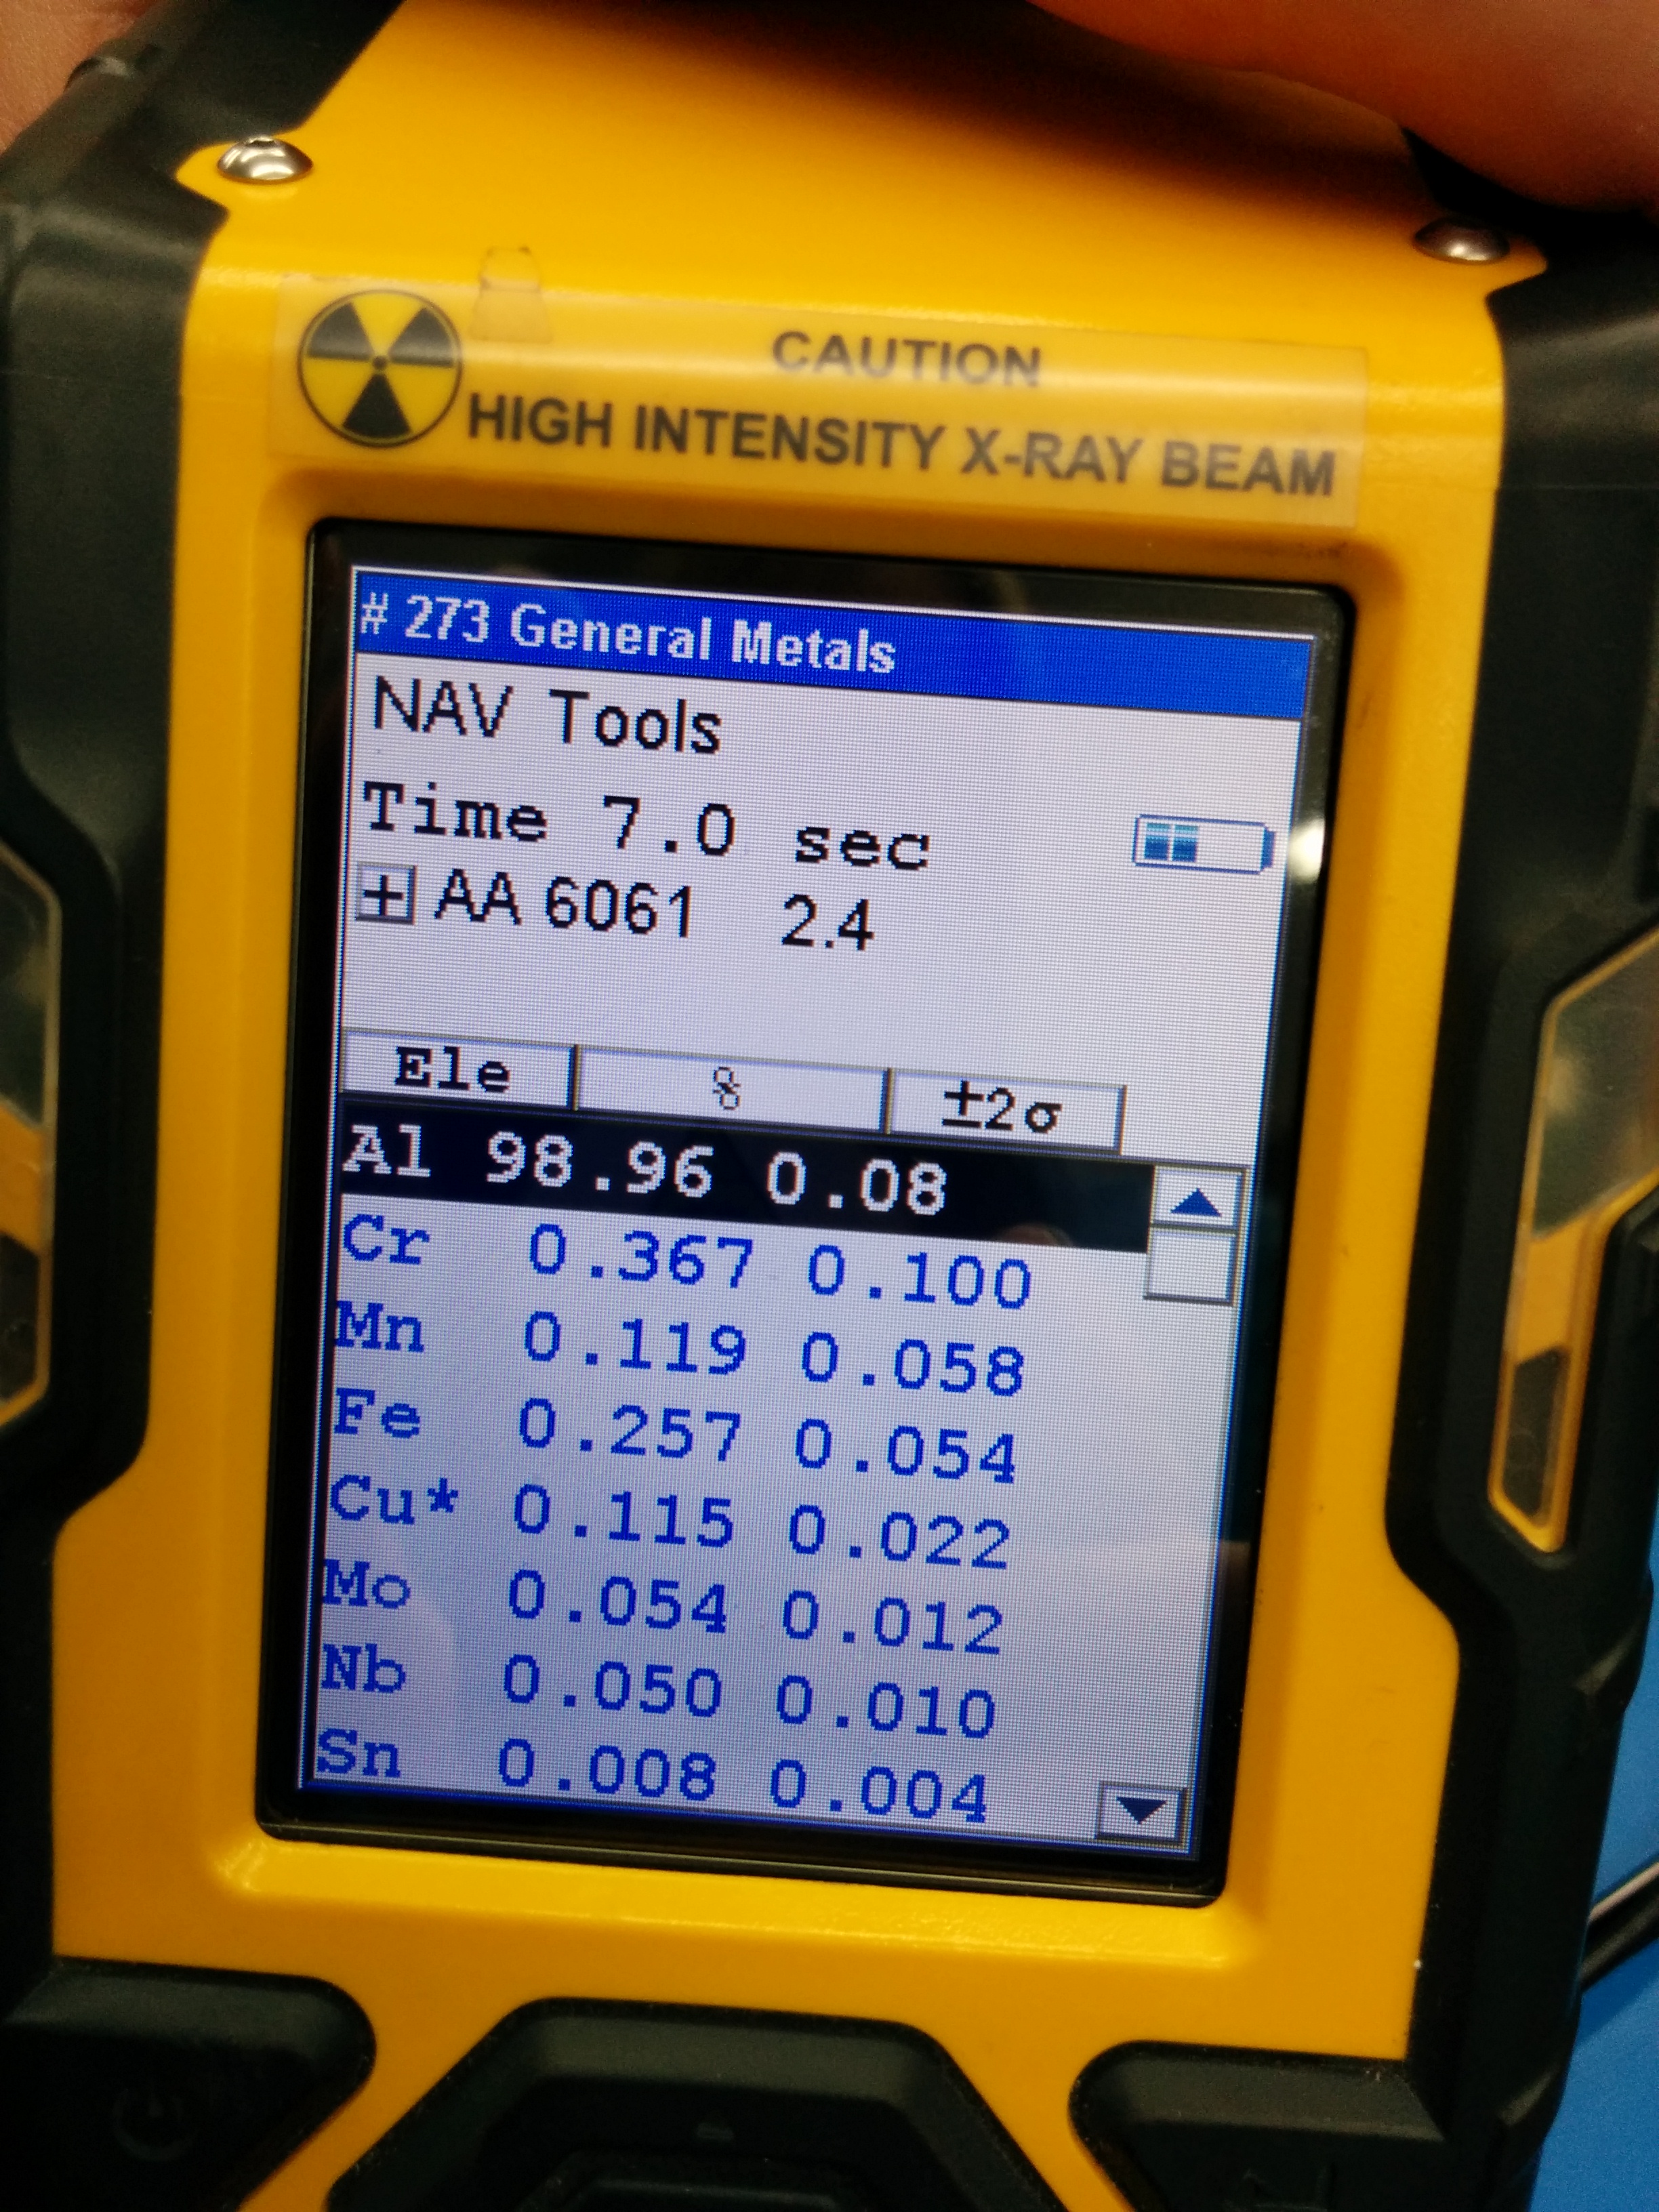 CAUTION
HIGH INTENSITY X-RAY BEAM
# 273 General Metals
NAV Tools
Time 7.0 sec
+ AA 6061 2.4
Ele % ±2σ
Al 98.96 0.08
Cr 0.367 0.100
Mn 0.119 0.058
Fe 0.257 0.054
Cu* 0.115 0.022
Mo 0.054 0.012
Nb 0.050 0.010
Sn 0.008 0.004